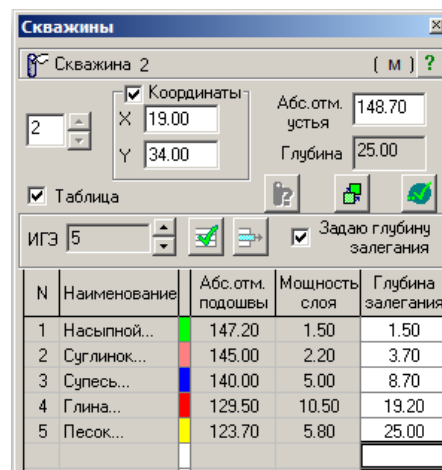 Скважины
Скважина 2 ( м ) ?
Координаты
2 X 19.00
Y 34.00
Абс.отм. устья 148.70
Глубина 25.00
Таблица
ИГЭ 5 Задаю глубину залегания
N Наименование Абс.отм. подошвы Мощность слоя Глубина залегания
1 Насыпной... 147.20 1.50 1.50
2 Суглинок... 145.00 2.20 3.70
3 Супесь... 140.00 5.00 8.70
4 Глина... 129.50 10.50 19.20
5 Песок... 123.70 5.80 25.00